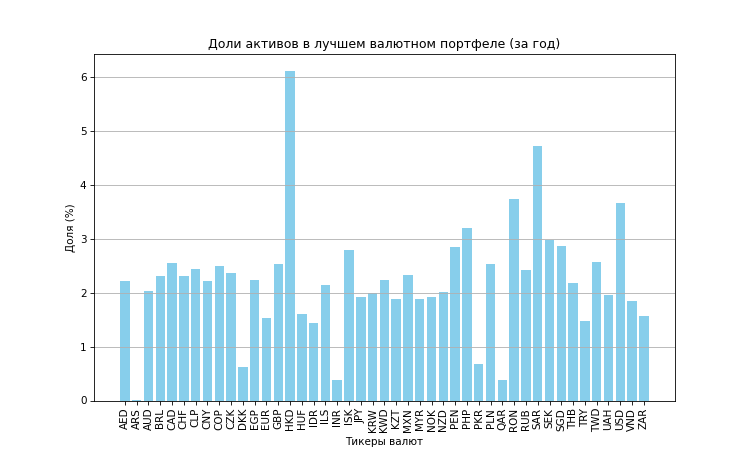 Доли активов в лучшем валютном портфеле (за год)
Доля (%)
6
5
4
3
2
1
0
AED ARS AUD BRL CAD CHF CLP CNY COP CZK DKK EGP EUR GBP HKD HUF IDR ILS INR ISK JPY KRW KWD KZT MXN MYR NOK NZD PEN PHP PKR PLN QAR RON RUB SAR SEK SGD THB TRY TWD UAH USD VND ZAR
Тикеры валют